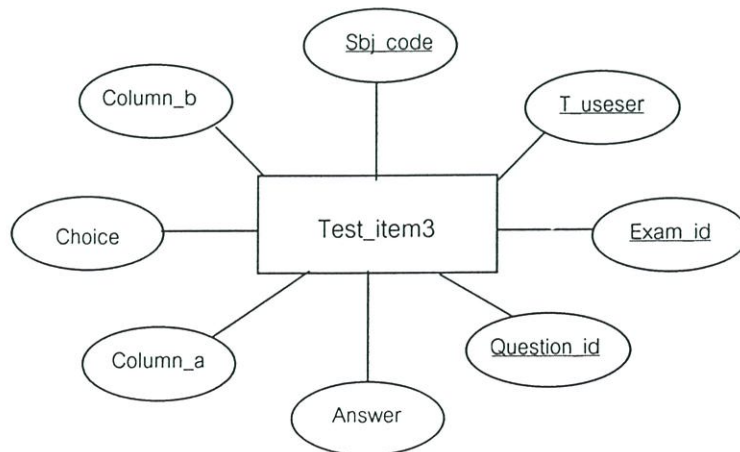 Sbj_code
Column_b
T_useser
Choice
Test_item3
Exam_id
Column_a
Question_id
Answer